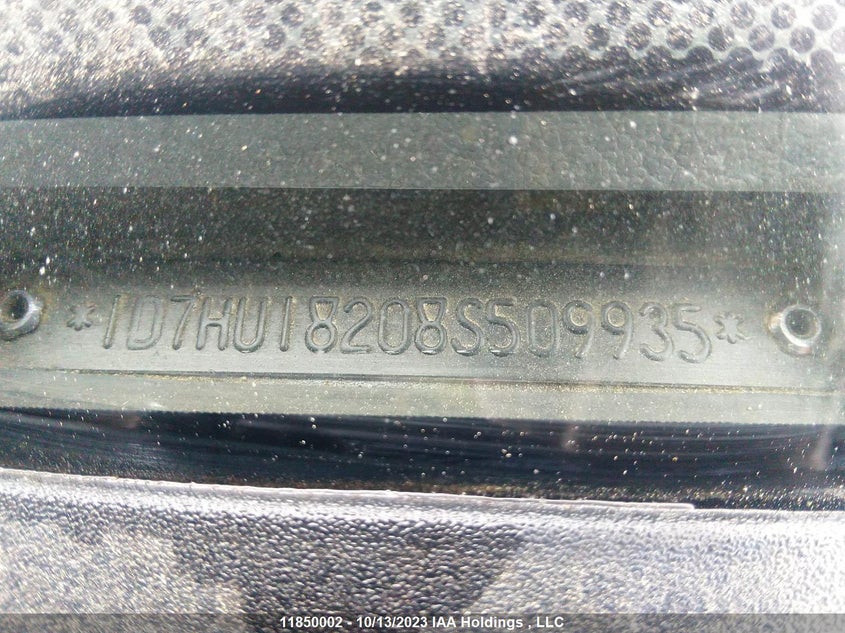 *1D7HU18208S509935*
11850002 - 10/13/2023 IAA Holdings , LLC